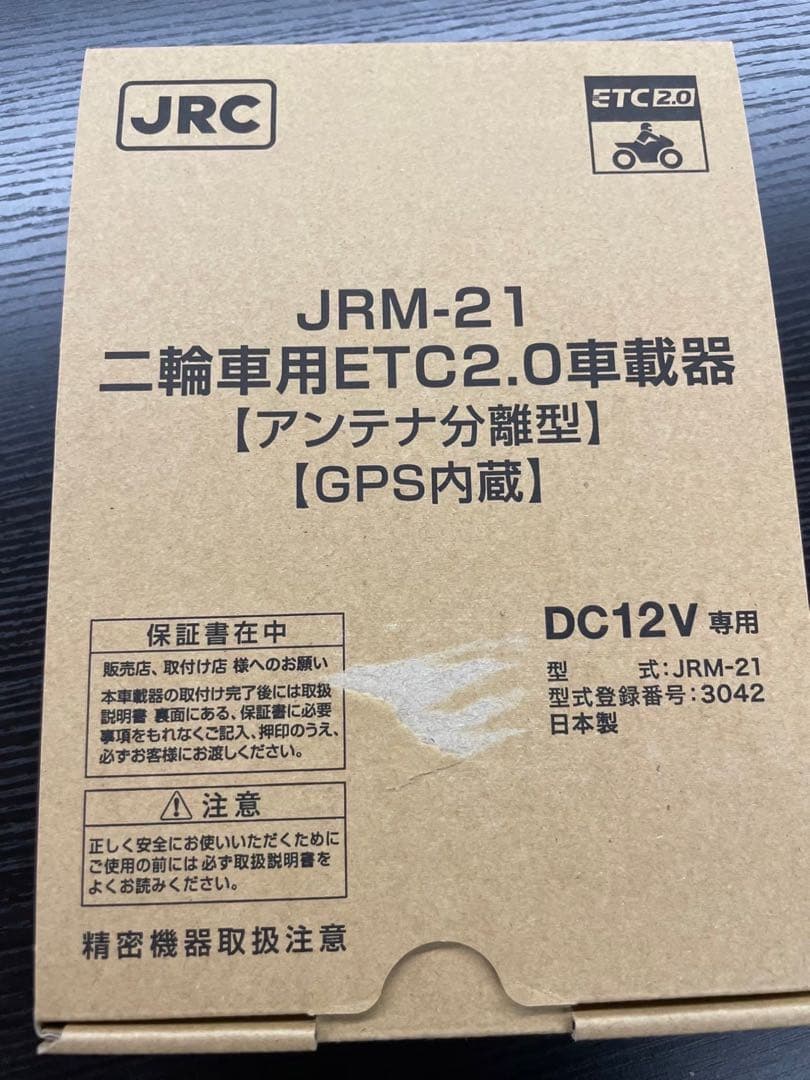 JRC
ETC2.0
JRM-21
二輪車用ETC2.0車載器
【アンテナ分離型】
【GPS内蔵】
保証書在中
販売店、取付け店 様へのお願い
本車載器の取付け完了後には取扱
説明書 裏面にある、保証書に必要
事項をもれなくご記入、押印のうえ、
必ずお客様にお渡しください。
DC12V 専用
型 式:JRM-21
型式登録番号:3042
日本製
注意
正しく安全にお使いいただくために
ご使用の前には 必ず取扱説明書を
よくお読みください。
精密機器取扱注意